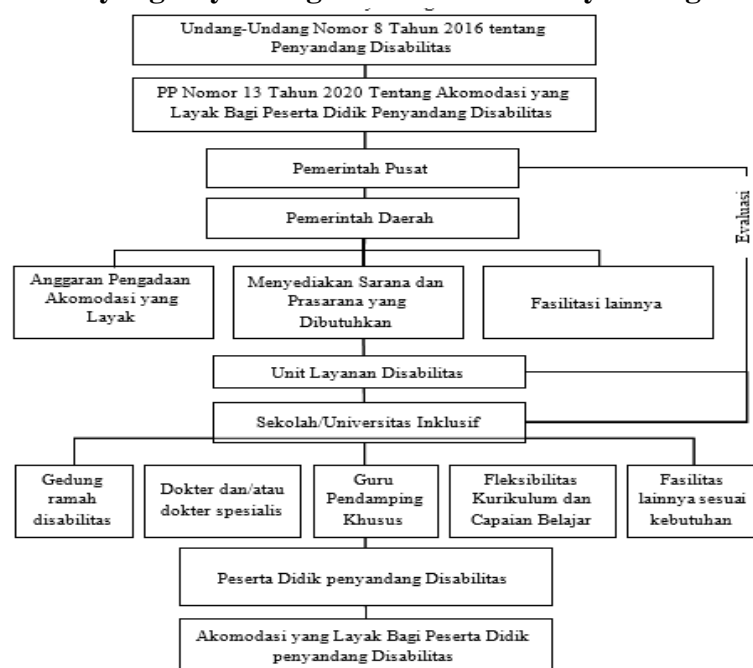 Undang-Undang Nomor 8 Tahun 2016 tentang
Penyandang Disabilitas
PP Nomor 13 Tahun 2020 Tentang Akomodasi yang
Layak Bagi Peserta Didik Penyandang Disabilitas
Pemerintah Pusat
Evaluasi
Pemerintah Daerah
Anggaran Pengadaan
Akomodasi yang
Layak
Menyediakan Sarana dan
Prasarana yang
Dibutuhkan
Fasilitasi lainnya
Unit Layanan Disabilitas
Sekolah/Universitas Inklusif
Gedung
ramah
disabilitas
Dokter dan/atau
dokter spesialis
Guru
Pendamping
Khusus
Fleksibilitas
Kurikulum dan
Capaian Belajar
Fasilitas
lainnya sesuai
kebutuhan
Peserta Didik penyandang Disabilitas
Akomodasi yang Layak Bagi Peserta Didik
penyandang Disabilitas